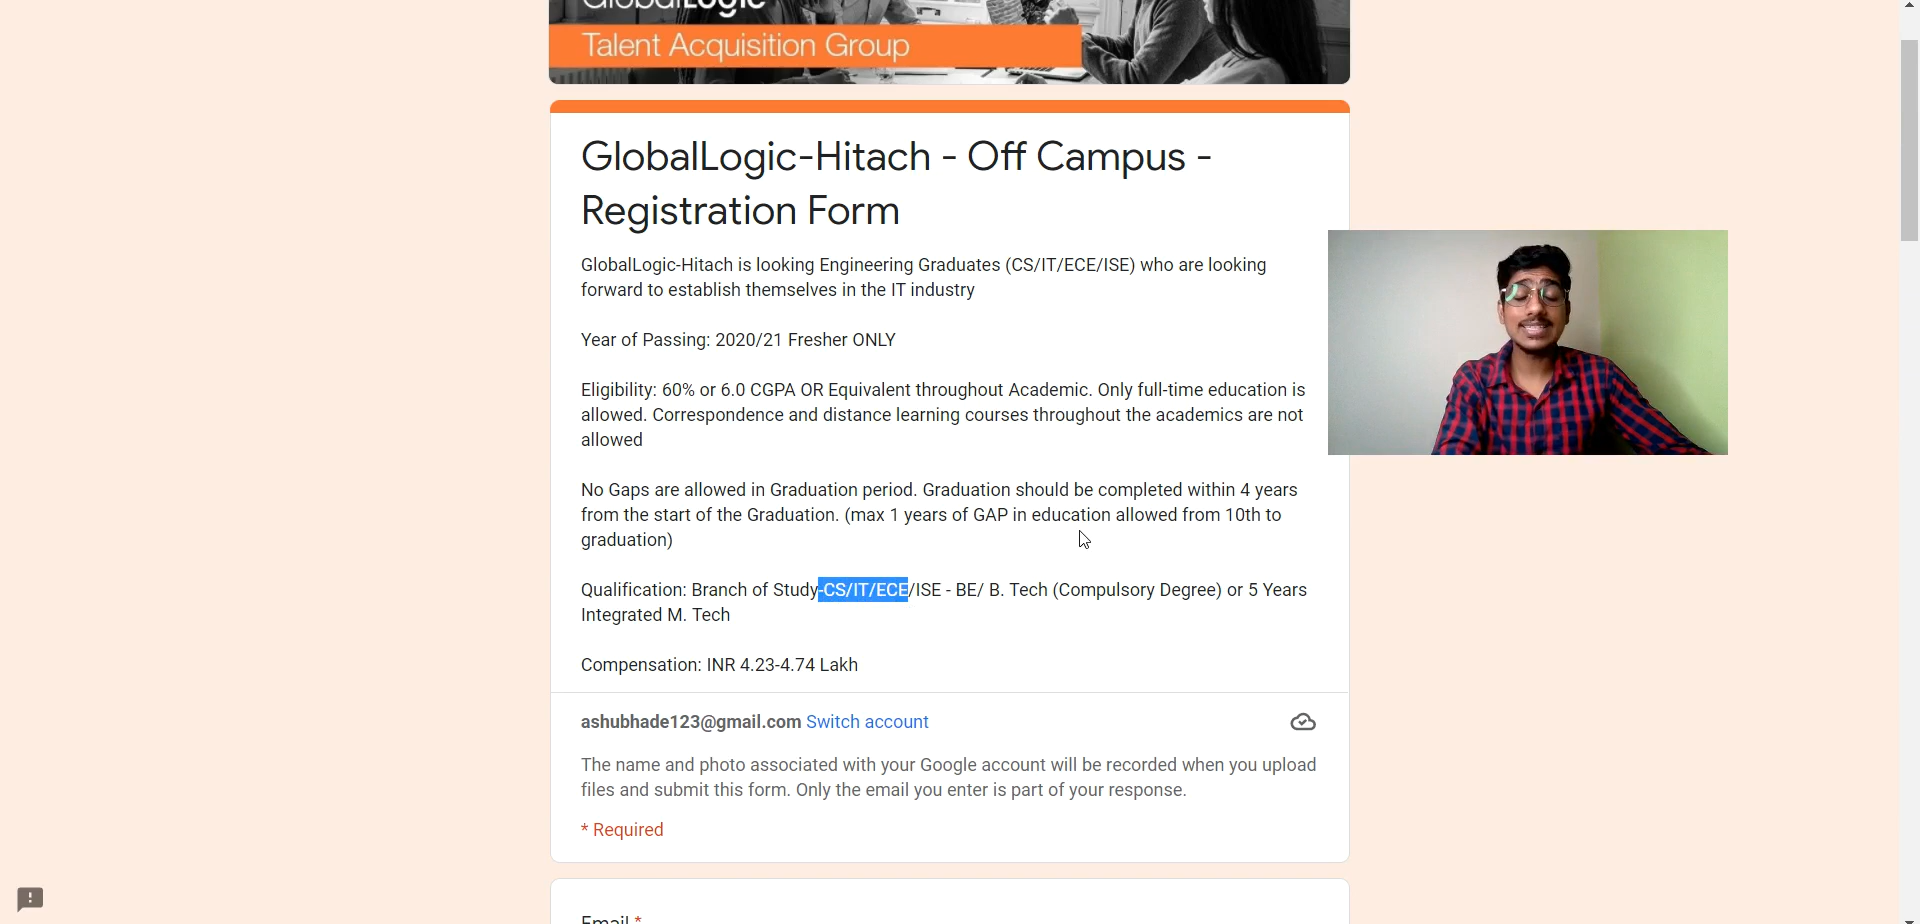 GlobalLogic
Talent Acquisition Group
GlobalLogic-Hitach - Off Campus -
Registration Form
GlobalLogic-Hitach is looking Engineering Graduates (CS/IT/ECE/ISE) who are looking
forward to establish themselves in the IT industry
Year of Passing: 2020/21 Fresher ONLY
Eligibility: 60% or 6.0 CGPA OR Equivalent throughout Academic. Only full-time education is
allowed. Correspondence and distance learning courses throughout the academics are not
allowed
No Gaps are allowed in Graduation period. Graduation should be completed within 4 years
from the start of the Graduation. (max 1 years of GAP in education allowed from 10th to
graduation)
Qualification: Branch of Study-CS/IT/ECE/ISE - BE/ B. Tech (Compulsory Degree) or 5 Years
Integrated M. Tech
Compensation: INR 4.23-4.74 Lakh
ashubhade123@gmail.com Switch account
The name and photo associated with your Google account will be recorded when you upload
files and submit this form. Only the email you enter is part of your response.
* Required
Email *